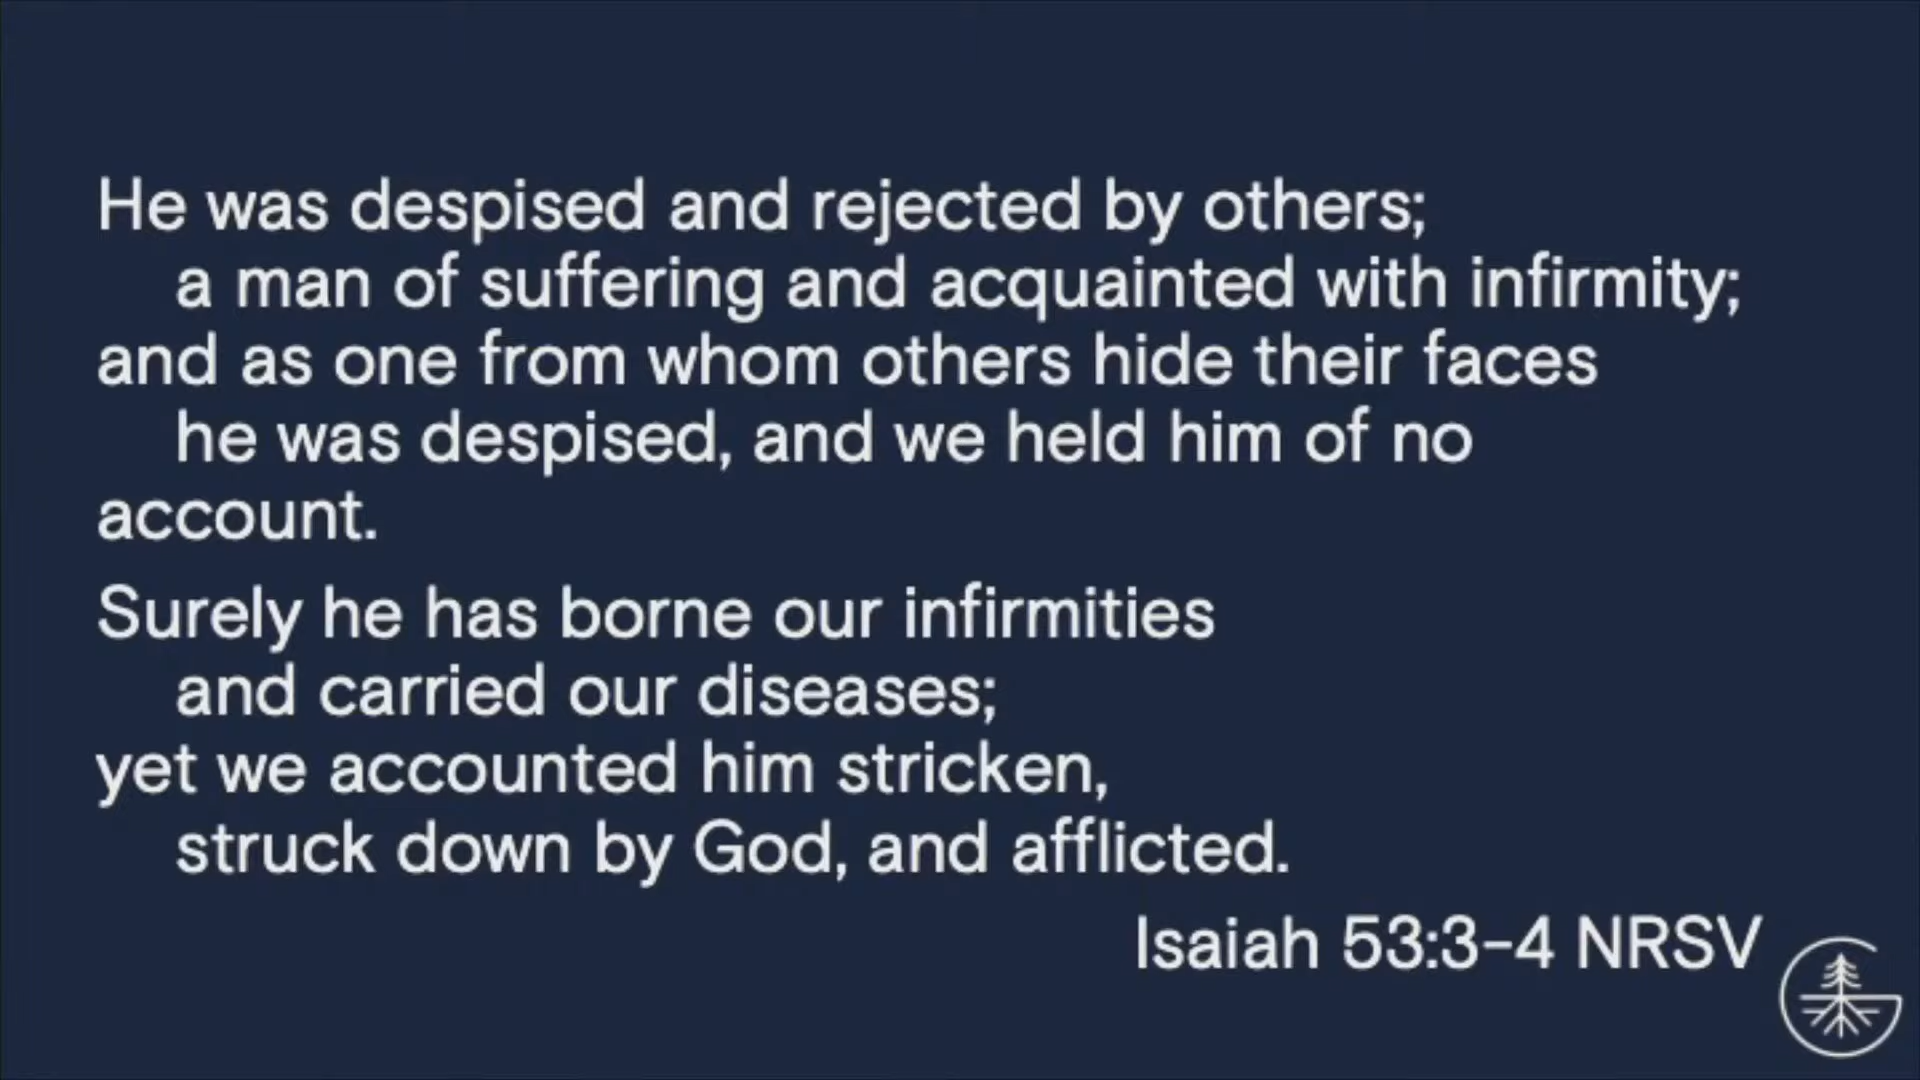 He was despised and rejected by others;
a man of suffering and acquainted with infirmity;
and as one from whom others hide their faces
he was despised, and we held him of no
account.
Surely he has borne our infirmities
and carried our diseases;
yet we accounted him stricken,
struck down by God, and afflicted.
Isaiah 53:3-4 NRSV